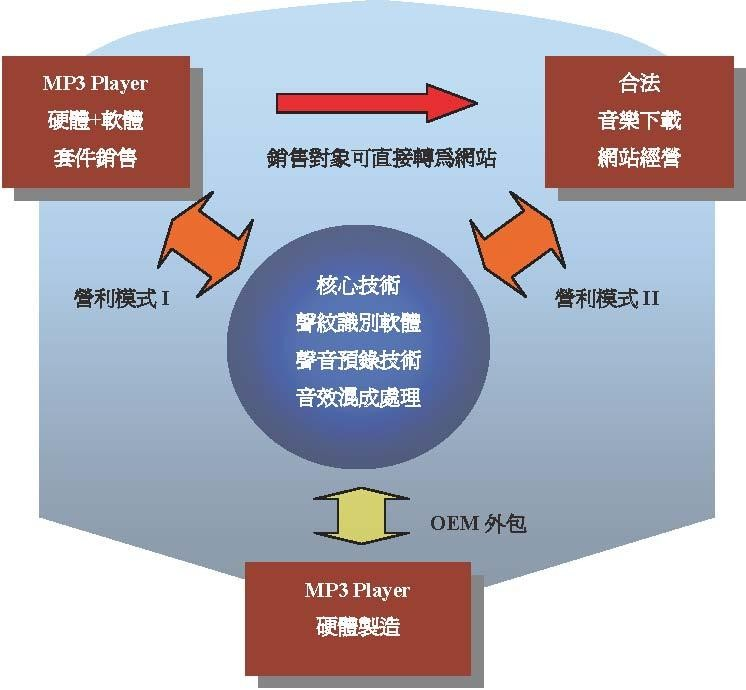 MP3 Player
硬體+軟體
套件銷售
合法
音樂下載
網站經營
銷售對象可直接轉爲網站
營利模式 I
營利模式 II
核心技術
聲紋識別軟體
聲音預錄技術
音效混成處理
OEM 外包
MP3 Player
硬體製造